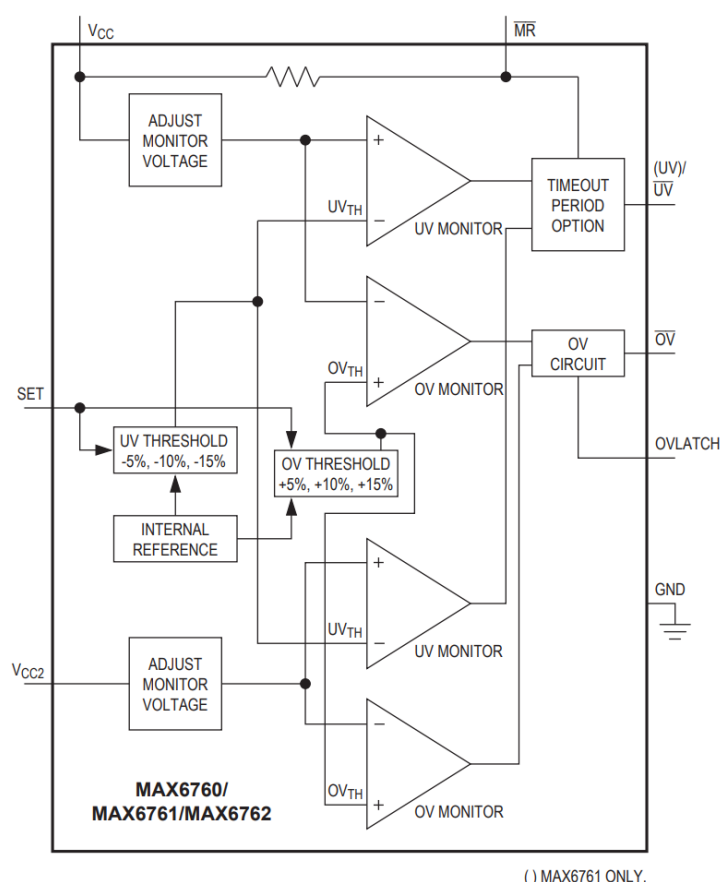 VCC
MR
ADJUST
MONITOR
VOLTAGE
+
UVTH
−
UV MONITOR
TIMEOUT
PERIOD
OPTION
(UV)/
UV
−
OVTH
+
OV MONITOR
OV
CIRCUIT
OV
SET
UV THRESHOLD
-5%, -10%, -15%
OV THRESHOLD
+5%, +10%, +15%
OVLATCH
INTERNAL
REFERENCE
+
UVTH
−
UV MONITOR
GND
VCC2
ADJUST
MONITOR
VOLTAGE
−
OVTH
+
OV MONITOR
MAX6760/
MAX6761/MAX6762
( ) MAX6761 ONLY.